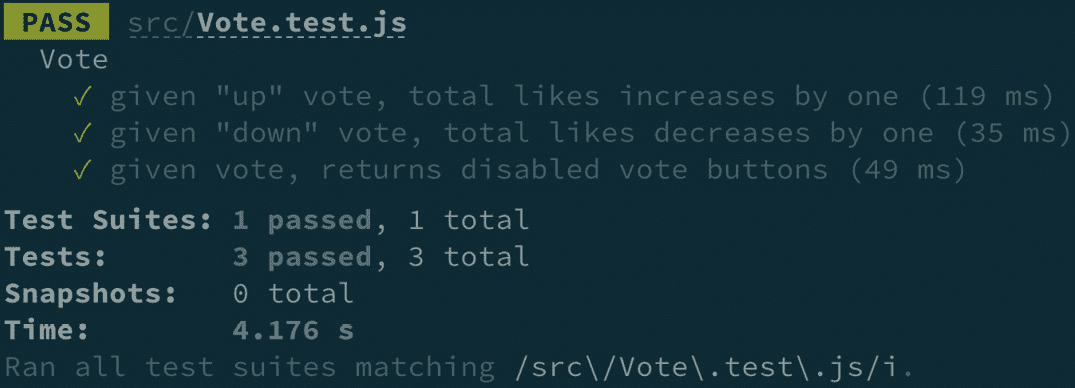 PASS src/Vote.test.js
Vote
✓ given "up" vote, total likes increases by one (119 ms)
✓ given "down" vote, total likes decreases by one (35 ms)
✓ given vote, returns disabled vote buttons (49 ms)
Test Suites: 1 passed, 1 total
Tests: 3 passed, 3 total
Snapshots: 0 total
Time: 4.176 s
Ran all test suites matching /src\/Vote\.test\.js/i.